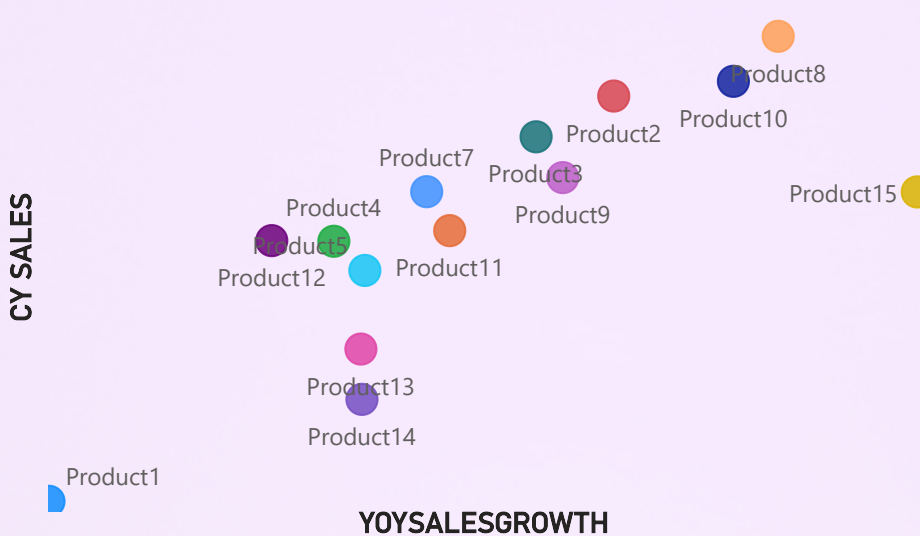 Product8
Product10
Product2
Product7
Product3
Product15
Product4
Product9
Product5
Product11
Product12
CY SALES
Product13
Product14
Product1
YOYSALESGROWTH